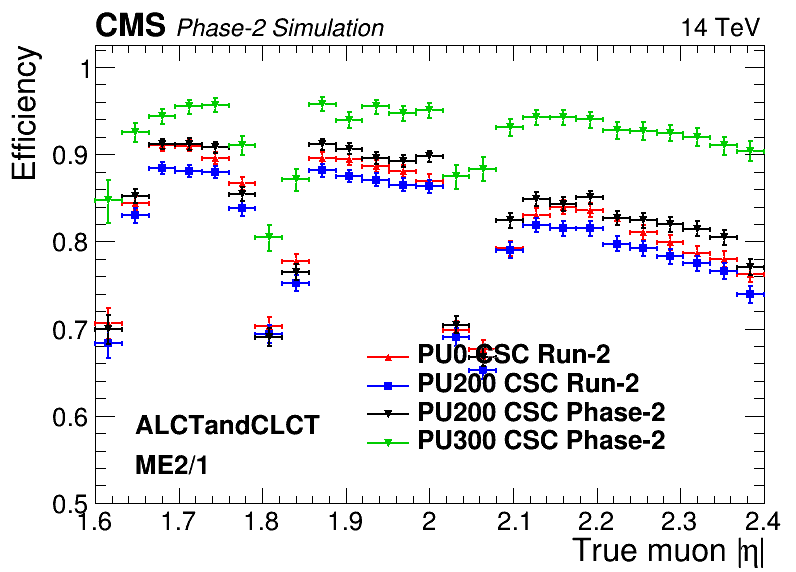 CMS Phase-2 Simulation 14 TeV
Efficiency
1
0.9
0.8
0.7
0.6
0.5
PU0 CSC Run-2
PU200 CSC Run-2
PU200 CSC Phase-2
PU300 CSC Phase-2
ALCTandCLCT
ME2/1
1.6 1.7 1.8 1.9 2 2.1 2.2 2.3 2.4
True muon |η|